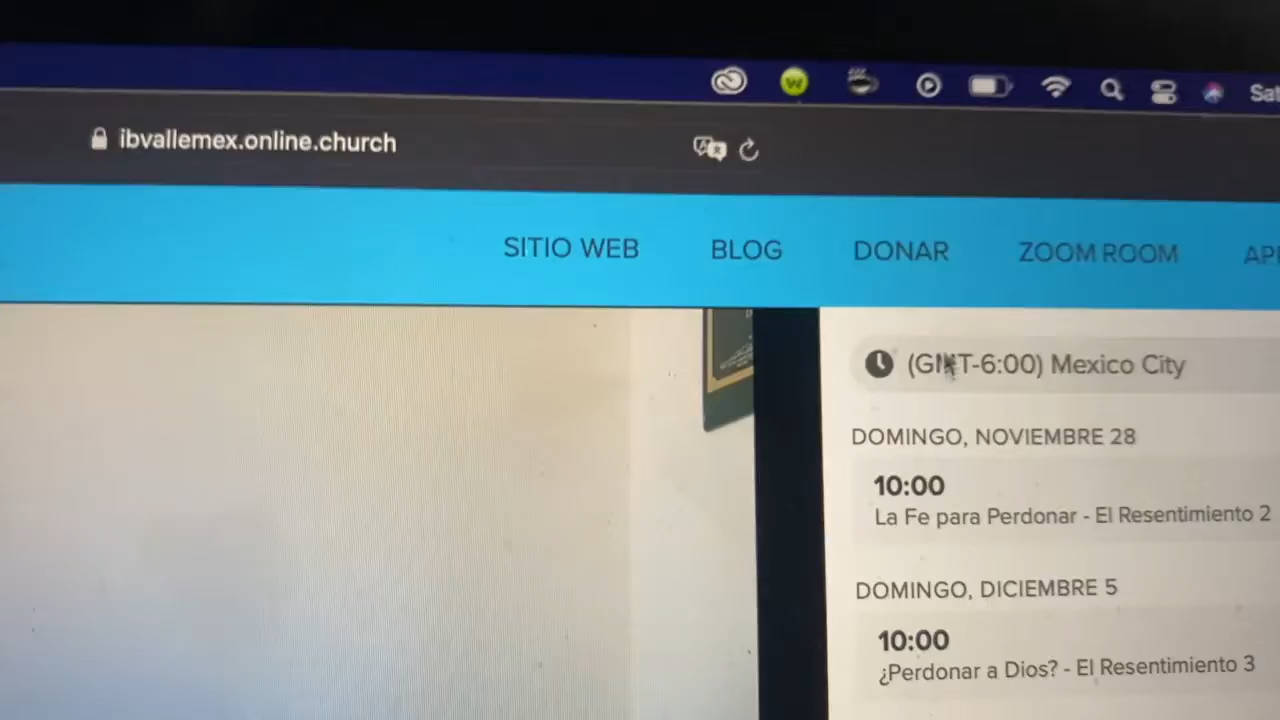 Sat
ibvallemex.online.church
SITIO WEB BLOG DONAR ZOOM ROOM
(GMT-6:00) Mexico City
DOMINGO, NOVIEMBRE 28
10:00
La Fe para Perdonar - El Resentimiento 2
DOMINGO, DICIEMBRE 5
10:00
¿Perdonar a Dios? - El Resentimiento 3